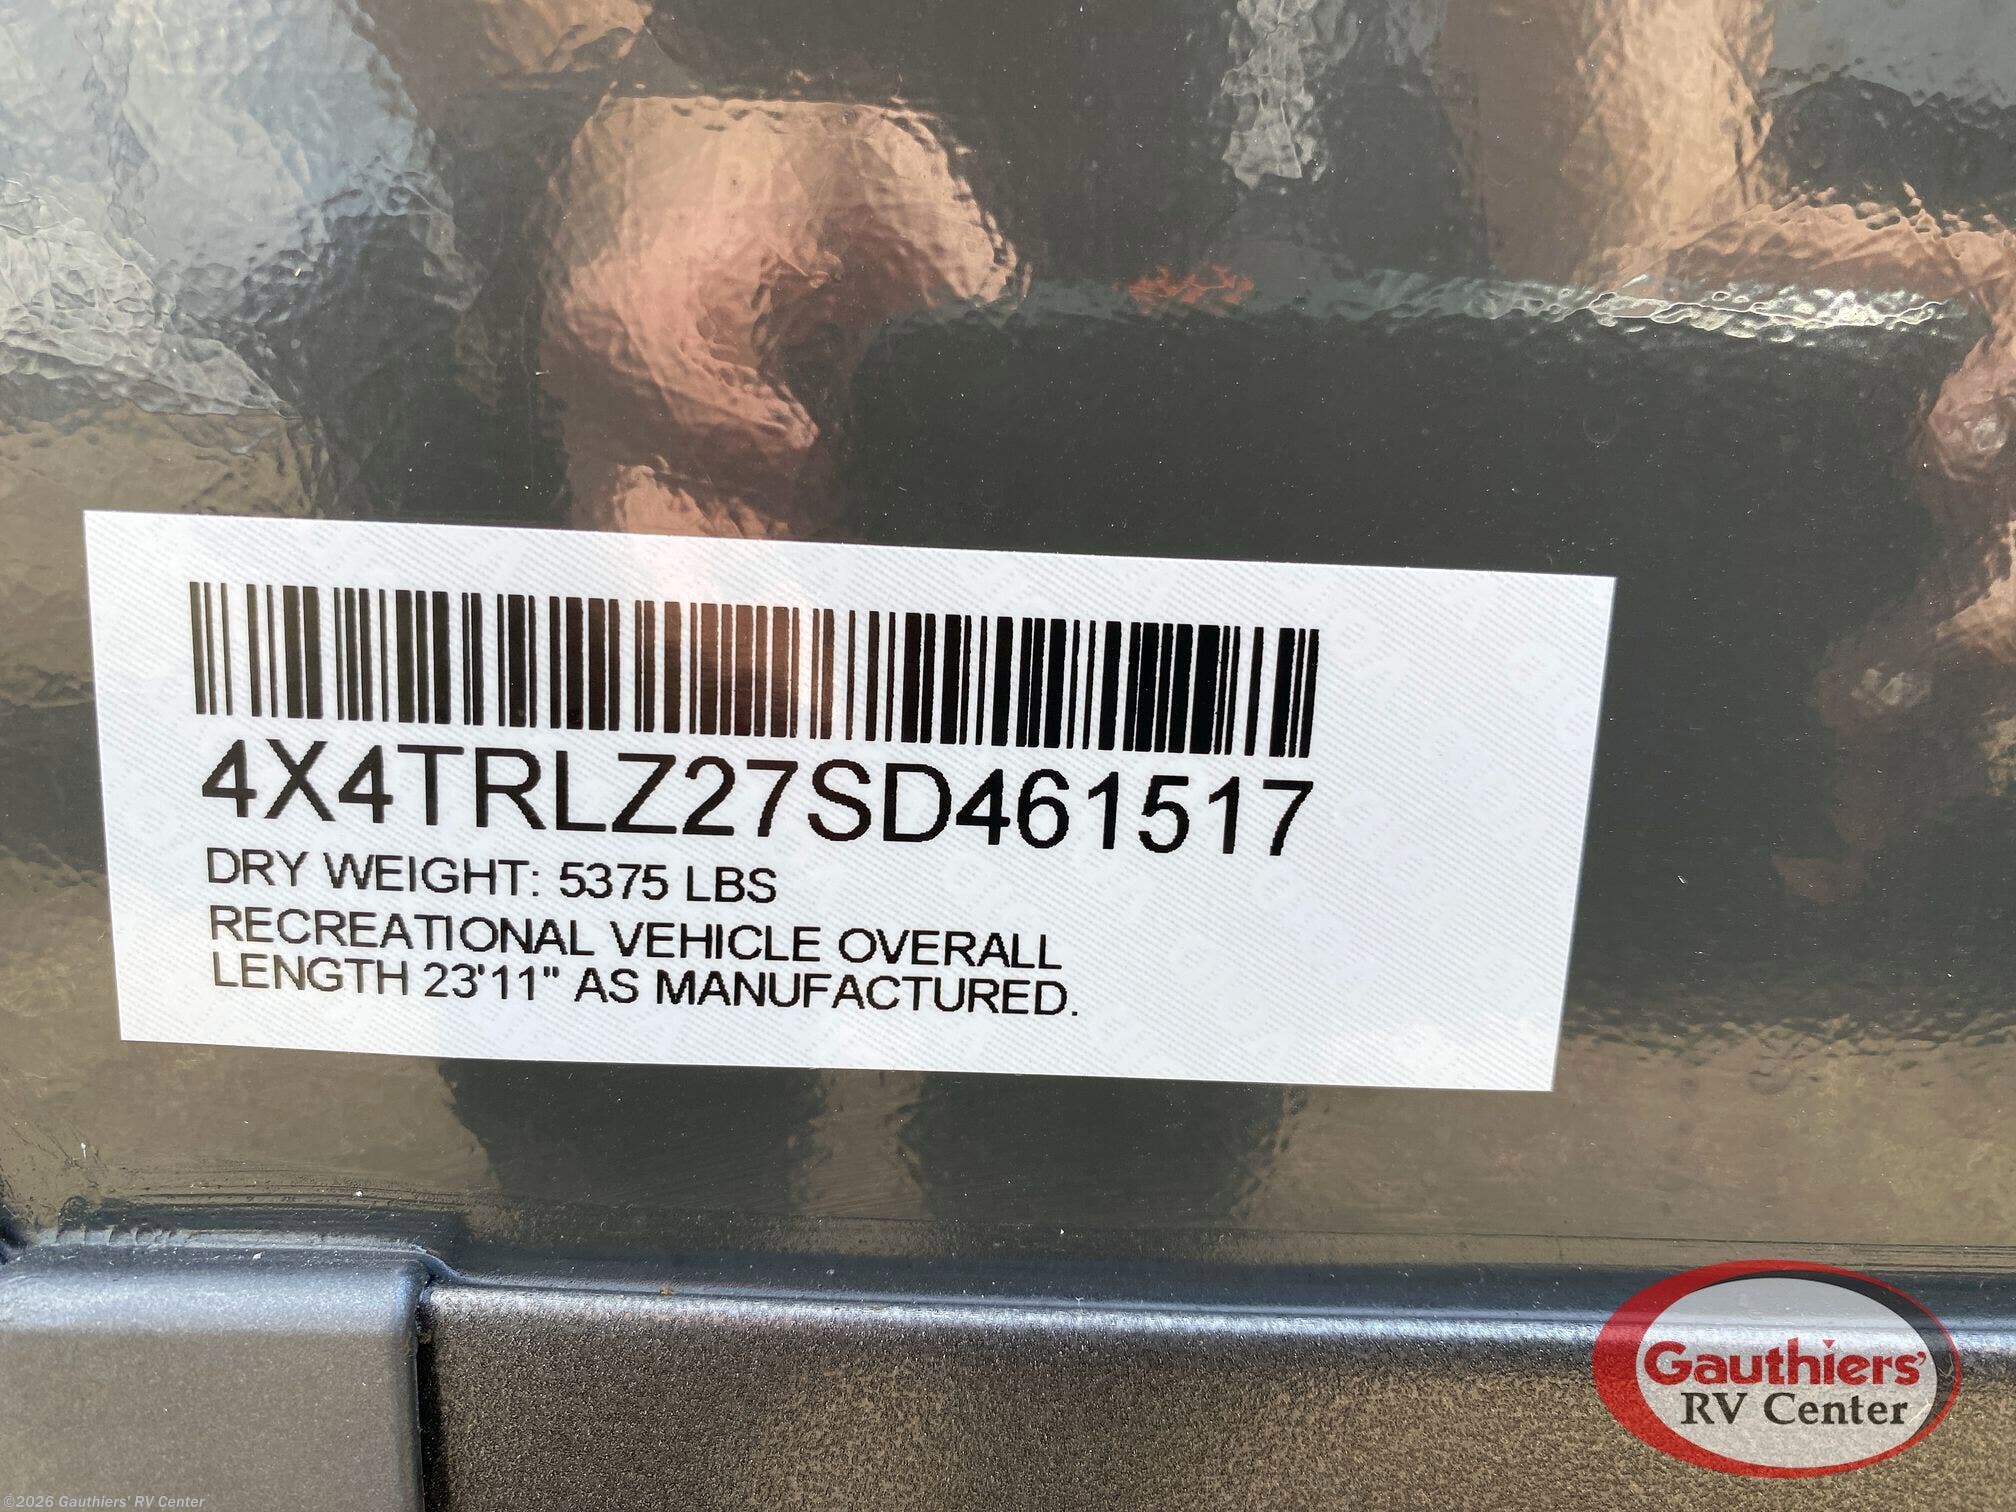 4X4TRLZ27SD461517
DRY WEIGHT: 5375 LBS
RECREATIONAL VEHICLE OVERALL
LENGTH 23'11" AS MANUFACTURED.
Gauthiers'
RV Center
©2026 Gauthiers' RV Center